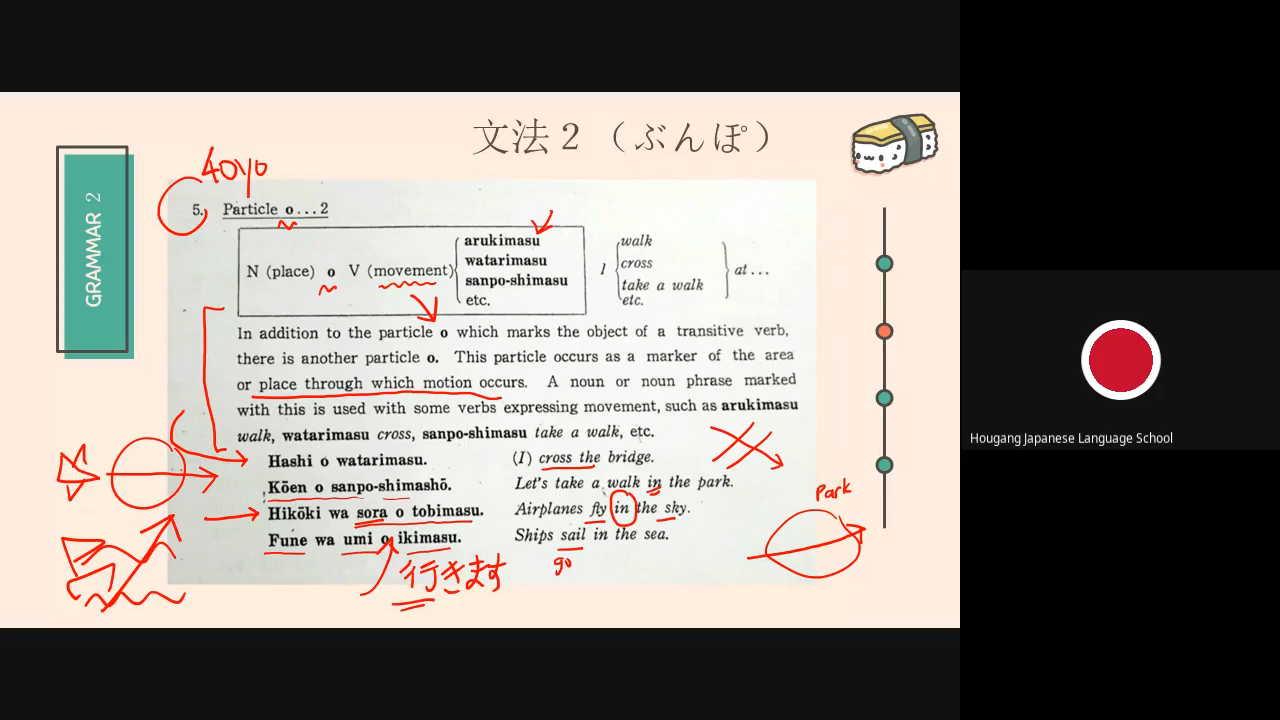 文法２（ぶんぽ）
GRAMMAR 2
40%
5. Particle o...2
N (place) o V (movement)
arukimasu
watarimasu
sanpo-shimasu
etc.
I
walk
cross
take a walk
etc.
at...
In addition to the particle o which marks the object of a transitive verb,
there is another particle o. This particle occurs as a marker of the area
or place through which motion occurs. A noun or noun phrase marked
with this is used with some verbs expressing movement, such as arukimasu
walk, watarimasu cross, sanpo-shimasu take a walk, etc.
Hashi o watarimasu. (I) cross the bridge.
Kōen o sanpo-shimashō. Let's take a walk in the park.
Hikōki wa sora o tobimasu. Airplanes fly in the sky.
Fune wa umi o ikimasu. Ships sail in the sea.
Park
go
行きます
Hougang Japanese Language School